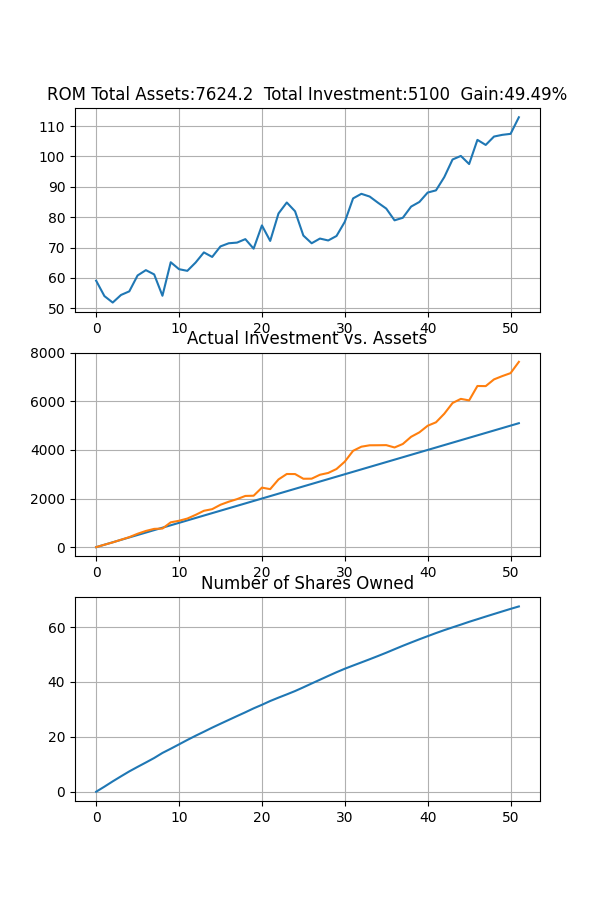 ROM Total Assets:7624.2  Total Investment:5100  Gain:49.49%
110
100
90
80
70
60
50
0 10 20 30 40 50
Actual Investment vs. Assets
8000
6000
4000
2000
0
0 10 20 30 40 50
Number of Shares Owned
60
40
20
0
0 10 20 30 40 50